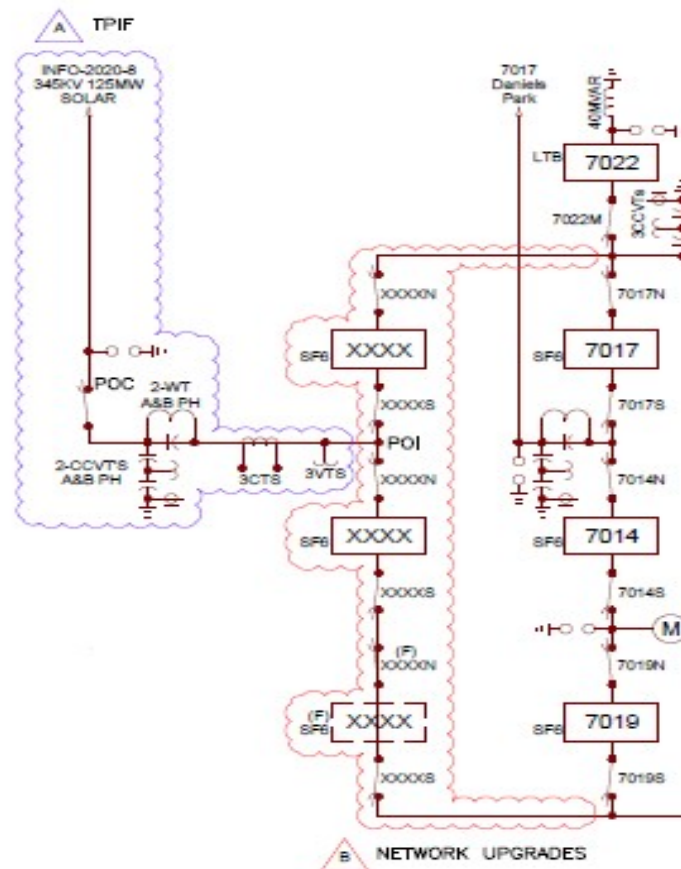 A TPIF
INFO-2020-8
345KV 125MW
SOLAR
7017
Daniels
Park
40MVAR
LTB
7022
3CCVTs
7022M
XXXXN
7017N
SF6
XXXX
SF6
7017
POC
2-WT
A&B PH
XXXXS
7017S
POI
2-CCVT'S
A&B PH
3CTS
3VTS
XXXXN
7014N
SF6
XXXX
SF6
7014
XXXXS
7014S
M
(F)
XXXXN
7019N
(F)
SF6
XXXX
SF6
7019
XXXXS
7019S
B NETWORK UPGRADES